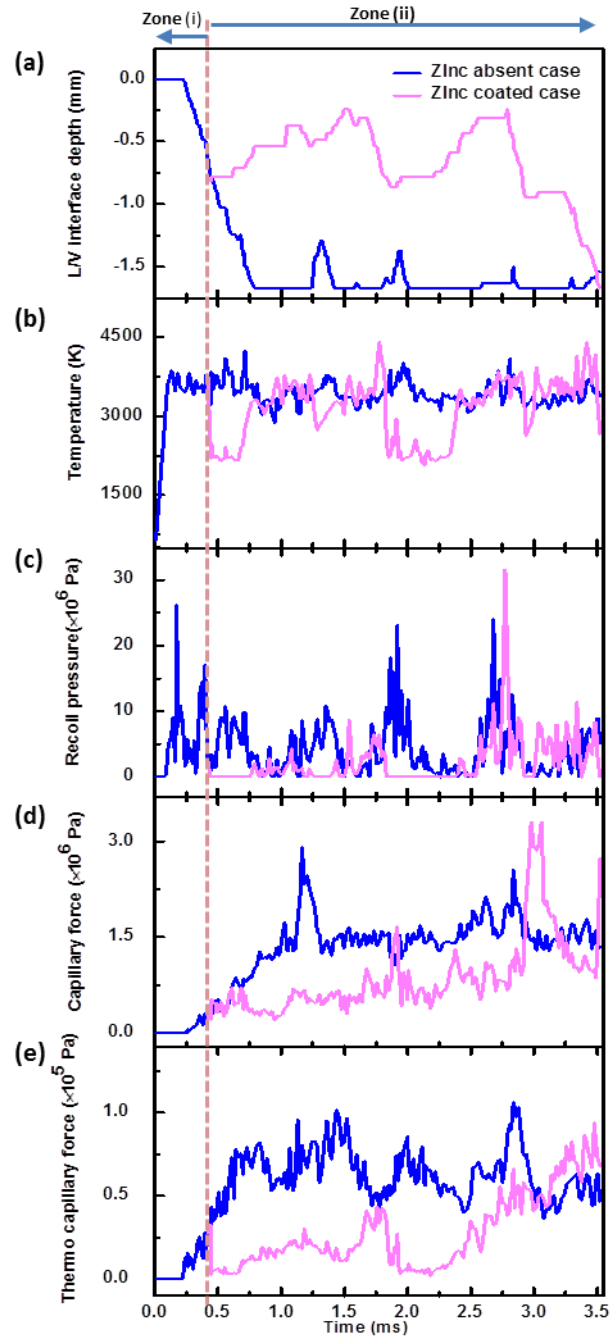 Zone (i)
Zone (ii)
(a)
ZInc absent case
ZInc coated case
L/V Interface depth (mm)
0.0
-0.5
-1.0
-1.5
(b)
Temperature (K)
4500
3000
1500
(c)
Recoll pressure(×10⁶ Pa)
30
20
10
0
(d)
Capillary force (×10⁶ Pa)
3.0
1.5
0.0
(e)
Thermo capillary force (×10⁵ Pa)
1.0
0.5
0.0
0.0 0.5 1.0 1.5 2.0 2.5 3.0 3.5
Time (ms)